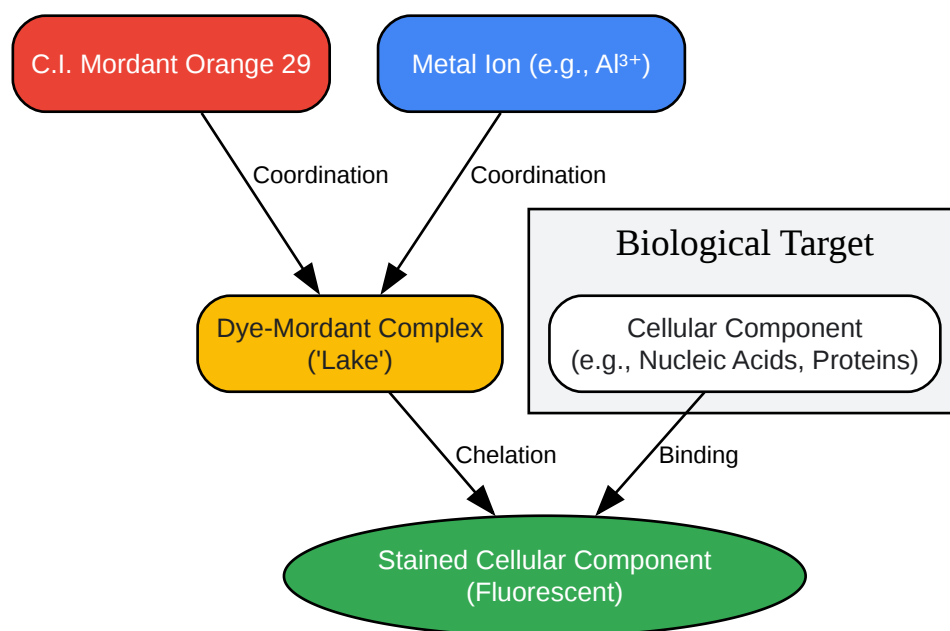 C.I. Mordant Orange 29
Metal Ion (e.g., Al³⁺)
Coordination
Coordination
Biological Target
Dye-Mordant Complex
('Lake')
Cellular Component
(e.g., Nucleic Acids, Proteins)
Chelation
Binding
Stained Cellular Component
(Fluorescent)